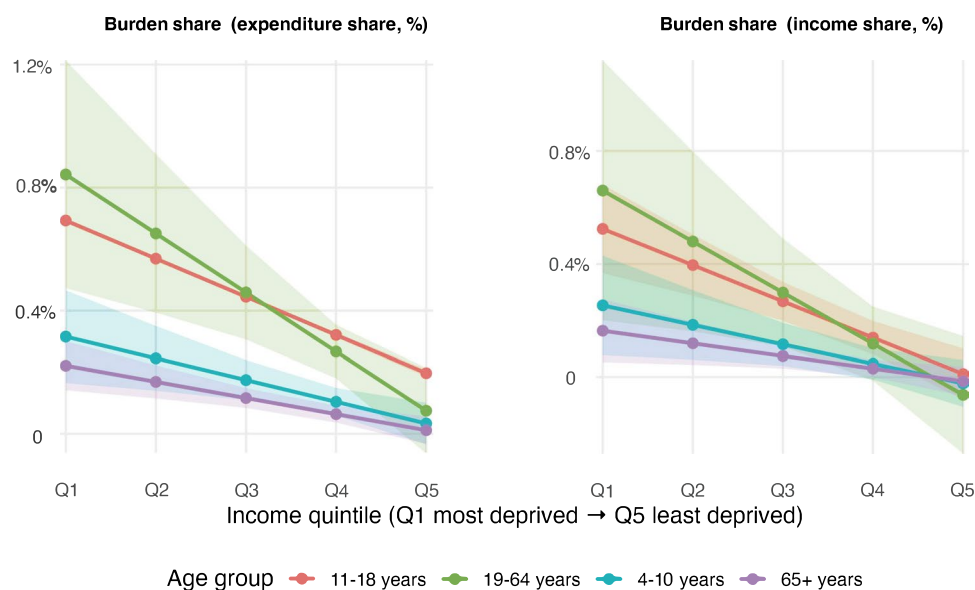 Burden share (expenditure share, %)
Burden share (income share, %)
1.2%
0.8%
0.4%
0
0.8%
0.4%
0
Q1 Q2 Q3 Q4 Q5
Q1 Q2 Q3 Q4 Q5
Income quintile (Q1 most deprived → Q5 least deprived)
Age group 11-18 years 19-64 years 4-10 years 65+ years